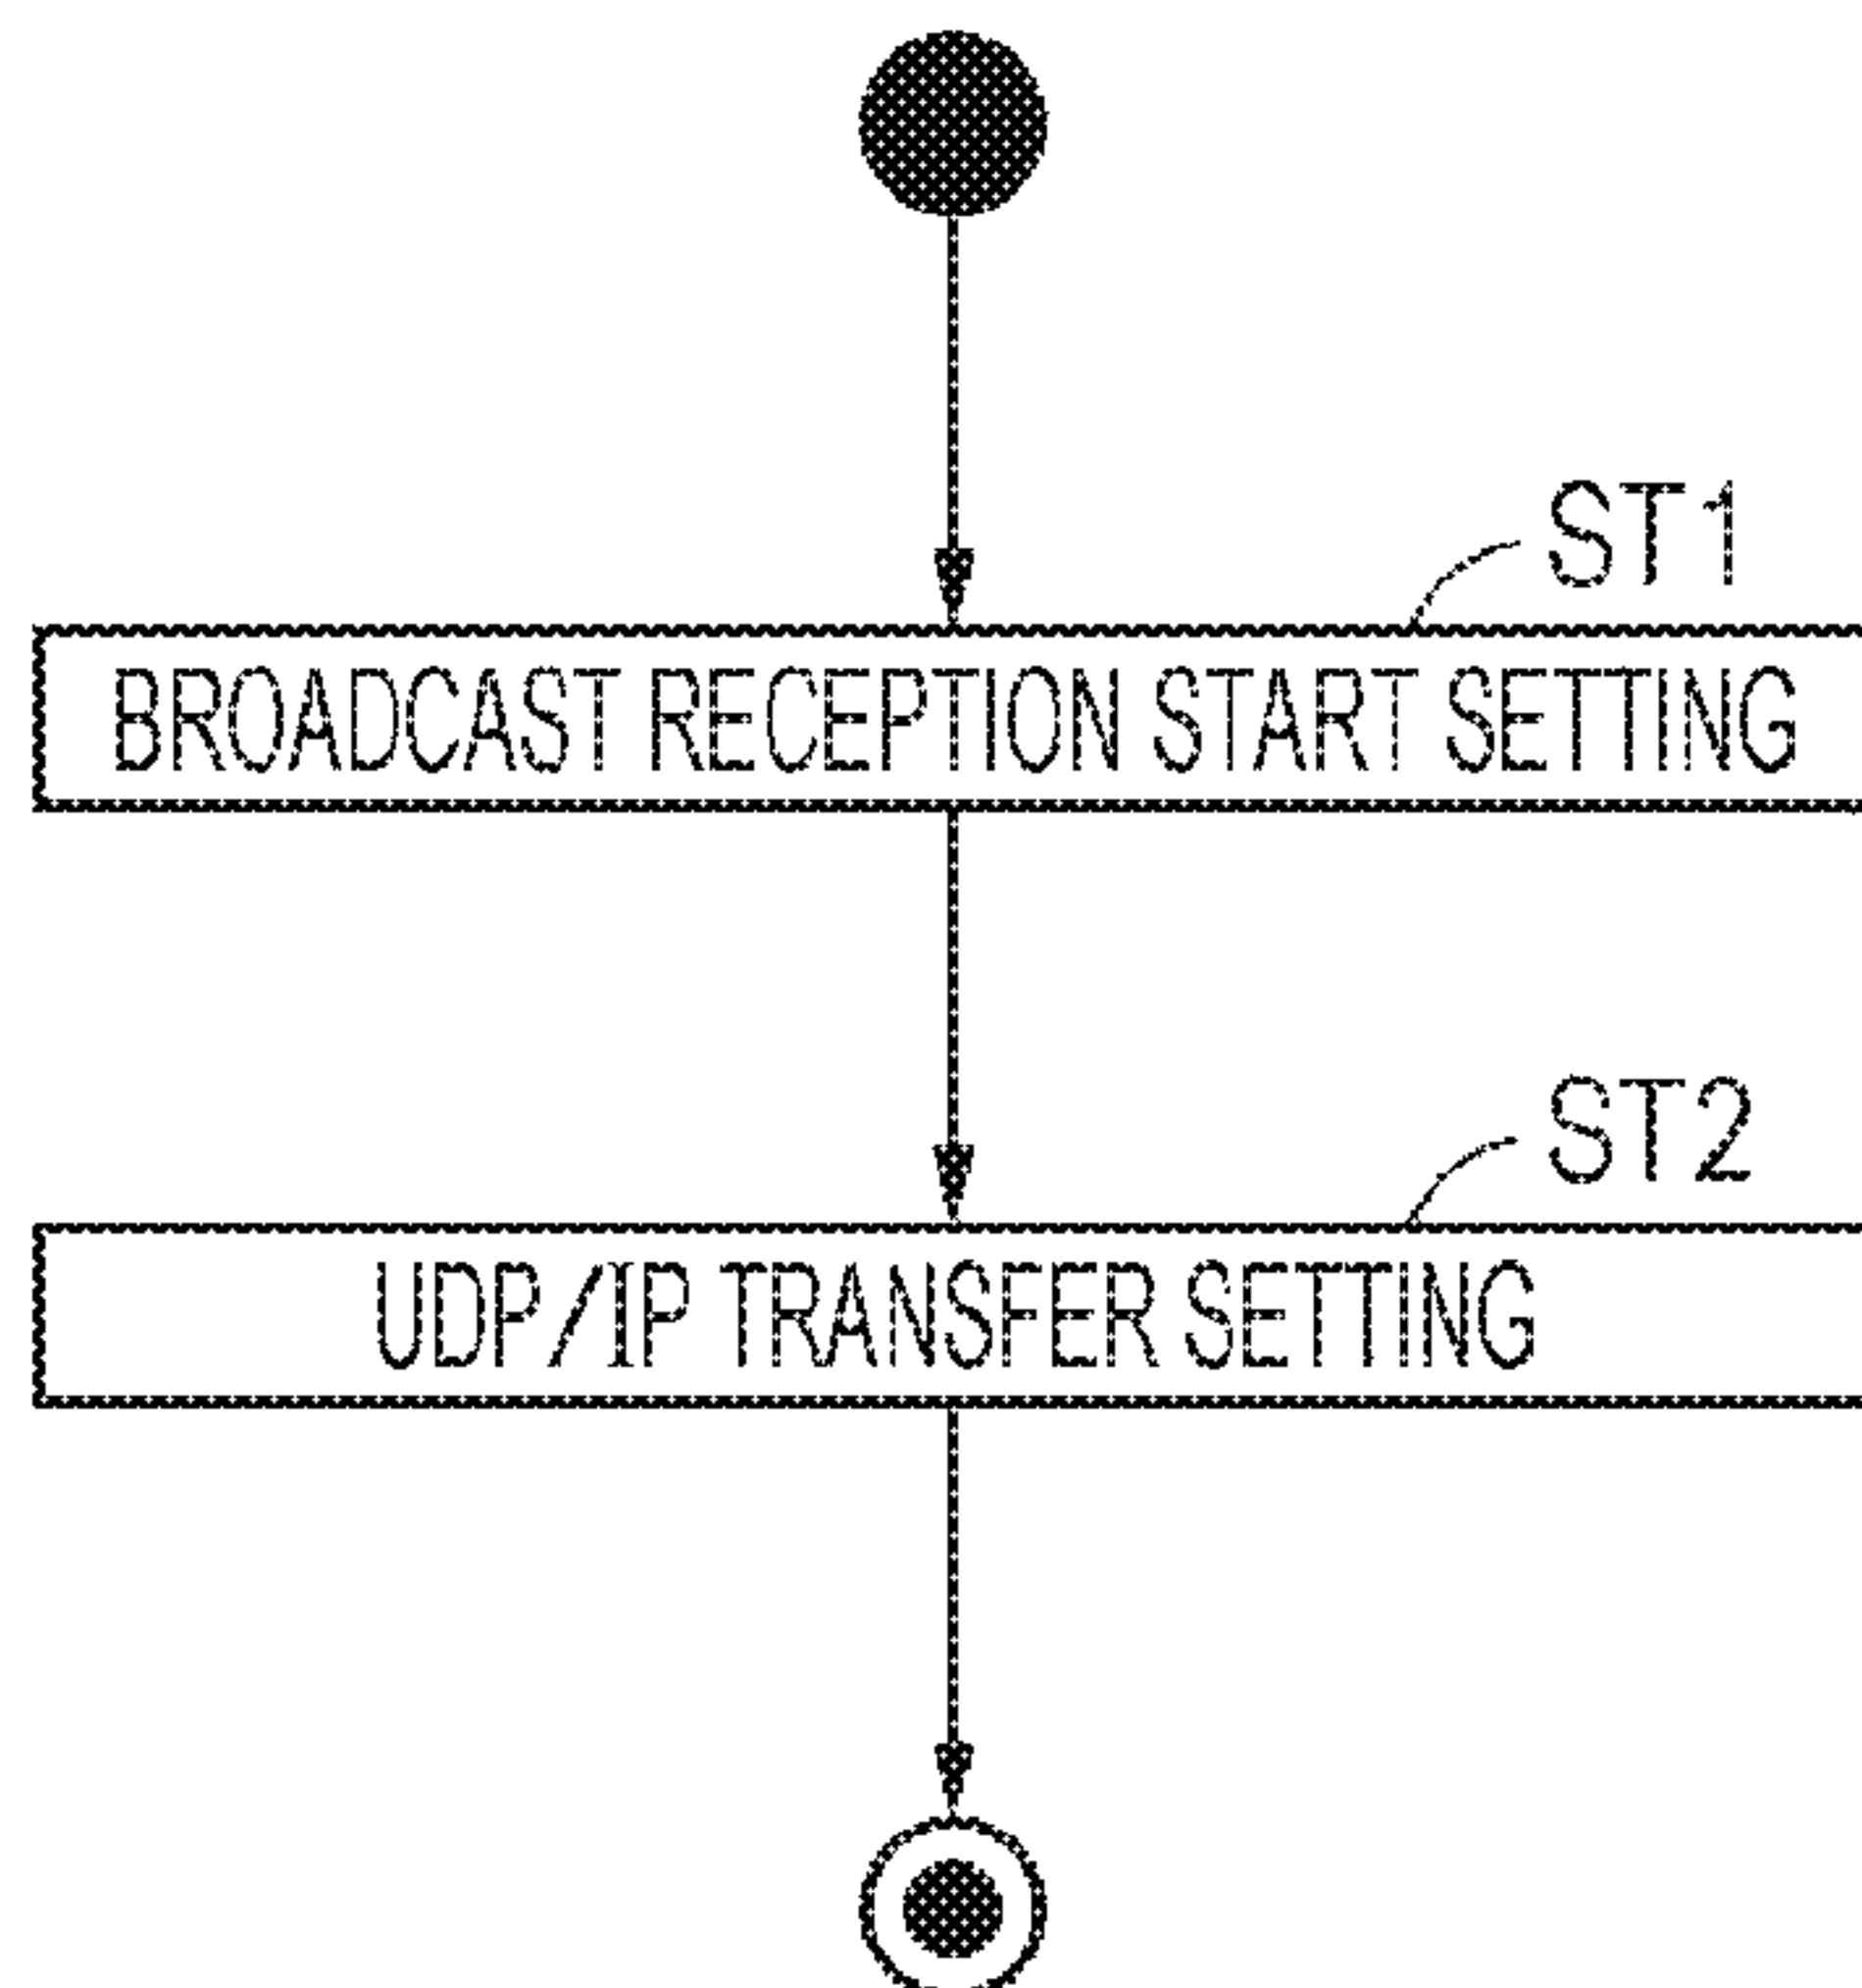 ST1
BROADCAST RECEPTION START SETTING
ST2
UDP/IP TRANSFER SETTING